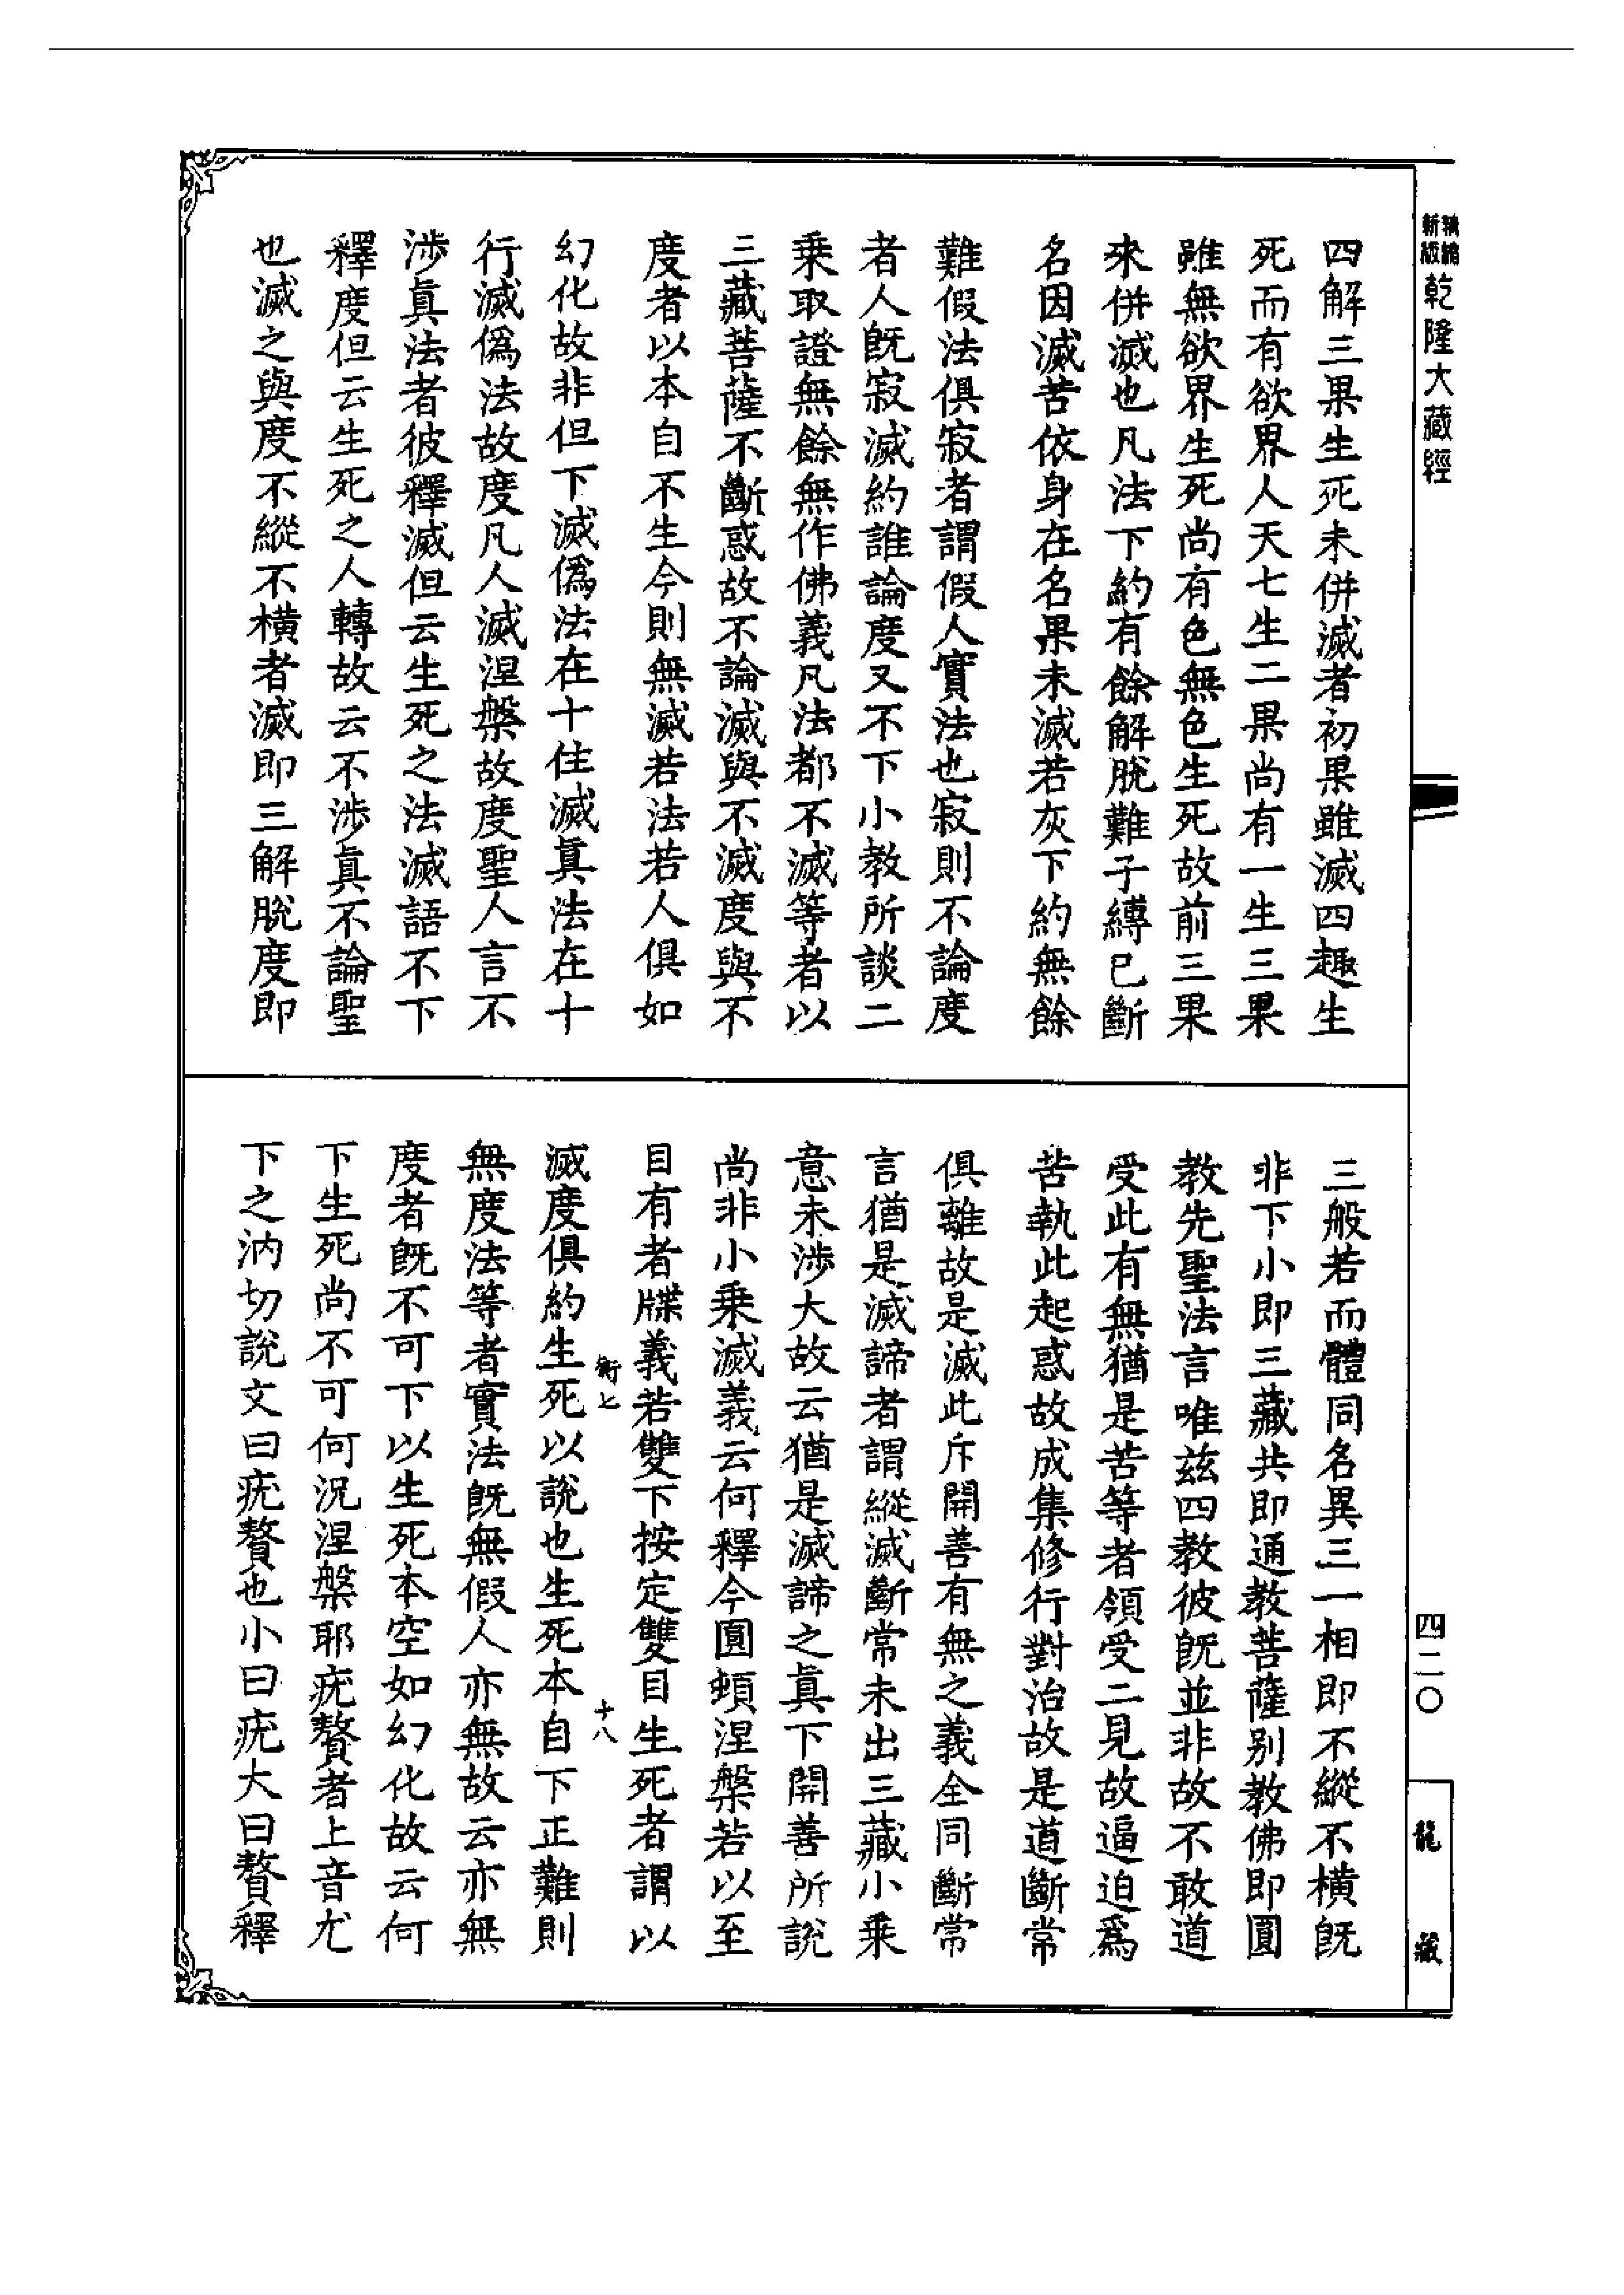 新版 乾隆大藏經
四解三果生死未併滅者初果雖滅四趣生
死而有欲界人天七生二果尚有一生三果
雖無欲界生死尚有色無色生死故前三果
來併滅也凡法下約有餘解脫難子縛已斷
名因滅苦依身在名果未滅若灰下約無餘
難假法俱寂者謂假人實法也寂則不論度
者人旣寂滅約誰論度又不下小教所談二
乗取證無餘無作佛義凡法都不滅等者以
三藏菩薩不斷惑故不論滅與不滅度與不
度者以本自不生今則無滅若法若人俱如
幻化故非但下滅僞法在十住滅眞法在十
行滅僞法故度凡人滅涅槃故度聖人言不
涉眞法者彼釋滅但云生死之法滅語不下
釋度但云生死之人轉故云不涉眞不論聖
也滅之與度不縱不橫者滅即三解脫度即
三般若而體同名異三一相即不縱不橫旣
非下小即三藏共即通教菩薩别教佛即圓
教先聖法言唯兹四教彼旣並非故不敢道
受此有無猶是苦等者領受二見故逼迫爲
苦執此起惑故成集修行對治故是道斷常
俱離故是滅此斥開善有無之義全同斷常
言猶是滅諦者謂縱滅斷常未出三藏小乗
意未涉大故云猶是滅諦之眞下開善所說
尚非小乗滅義云何釋今圓頓涅槃若以至
目有者牒義若雙下按定雙目生死者謂以
滅度俱約生死以說也生死本自下正難則
無度法等者實法旣無假人亦無故云亦無
度者旣不可下以生死本空如幻化故云何
下生死尚不可何況涅槃耶疣贅者上音尤
下之汭切說文曰疣贅也小曰疣大曰贅釋
十八
四二〇
龍藏